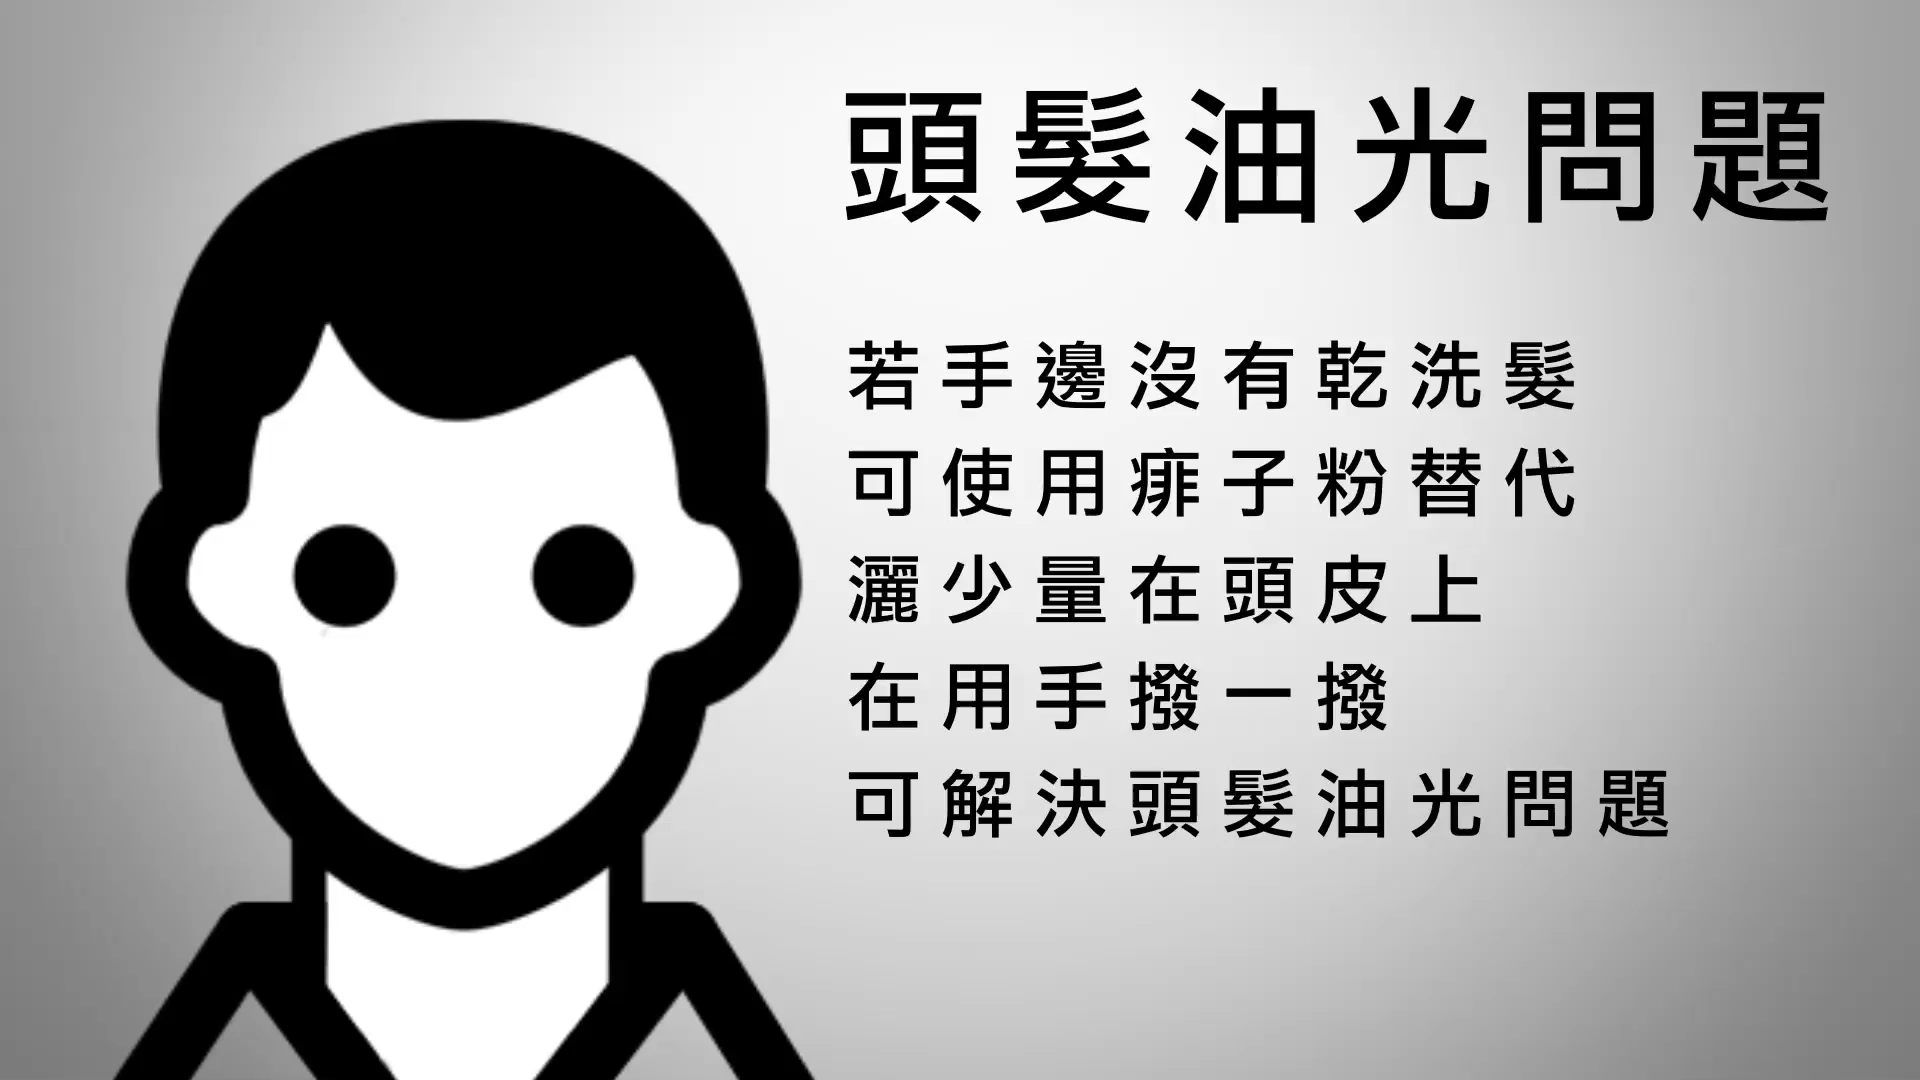 頭髮油光問題
若手邊沒有乾洗髮
可使用痱子粉替代
灑少量在頭皮上
在用手撥一撥
可解決頭髮油光問題